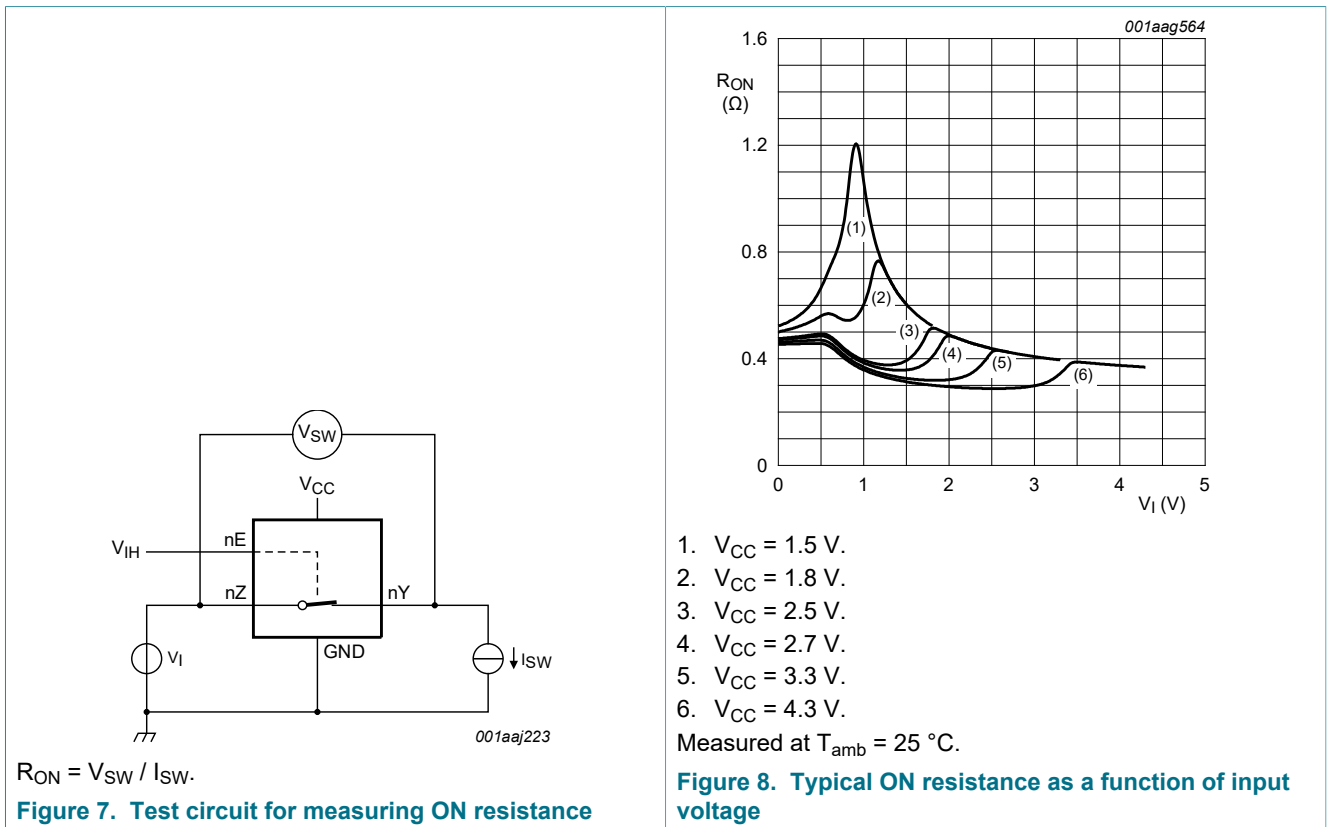 V_SW
V_CC
V_IH
nE
nZ
nY
V_I
GND
I_SW
001aaj223
R_ON = V_SW / I_SW.
Figure 7. Test circuit for measuring ON resistance
001aag564
1.6
R_ON
(Ω)
1.2
(1)
0.8
(2)
(3)
(4)
(5)
0.4
(6)
0
0 1 2 3 4 5
V_I (V)
1. V_CC = 1.5 V.
2. V_CC = 1.8 V.
3. V_CC = 2.5 V.
4. V_CC = 2.7 V.
5. V_CC = 3.3 V.
6. V_CC = 4.3 V.
Measured at T_amb = 25 °C.
Figure 8. Typical ON resistance as a function of input
voltage